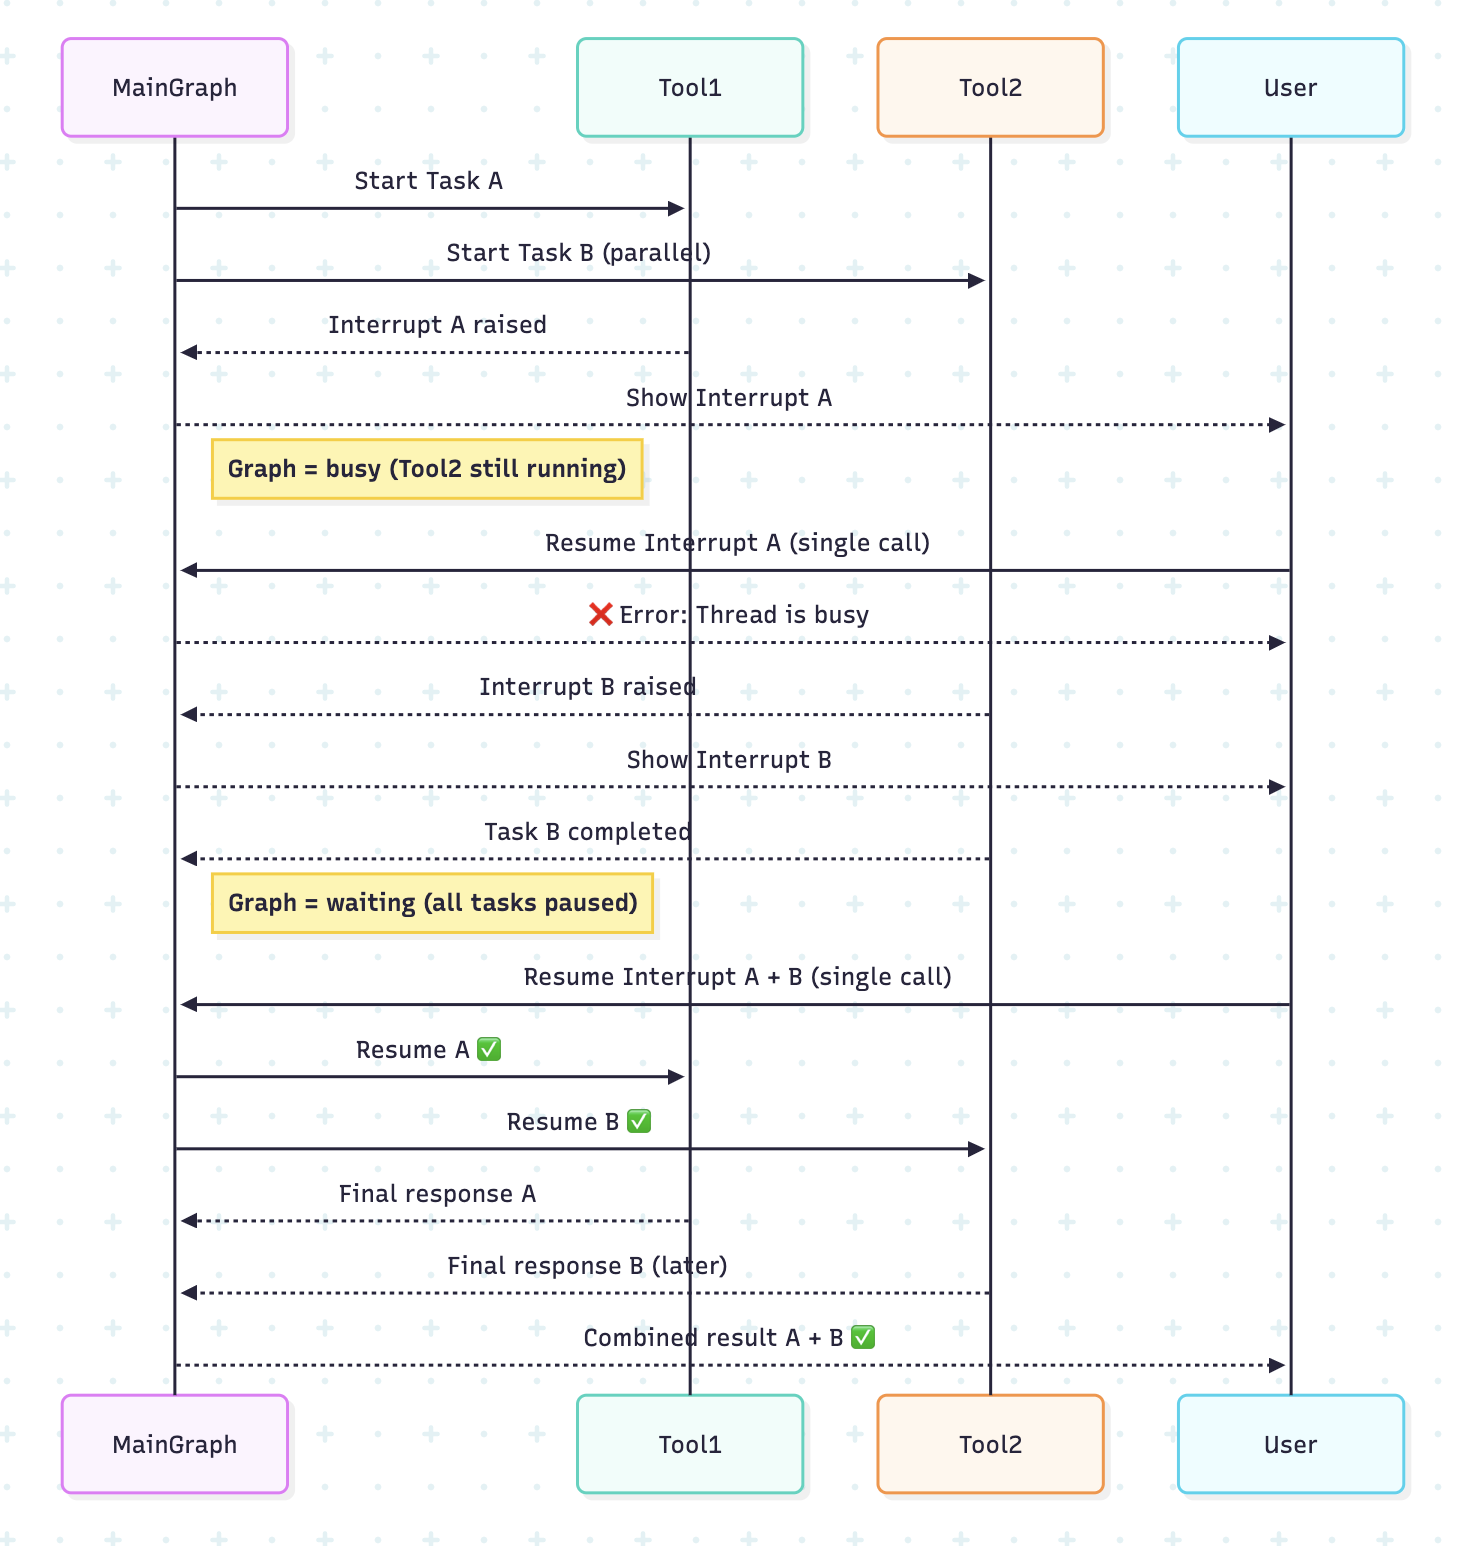 MainGraph
Tool1
Tool2
User
Start Task A
Start Task B (parallel)
Interrupt A raised
Show Interrupt A
Graph = busy (Tool2 still running)
Resume Interrupt A (single call)
❌ Error: Thread is busy
Interrupt B raised
Show Interrupt B
Task B completed
Graph = waiting (all tasks paused)
Resume Interrupt A + B (single call)
Resume A ✅
Resume B ✅
Final response A
Final response B (later)
Combined result A + B ✅
MainGraph
Tool1
Tool2
User